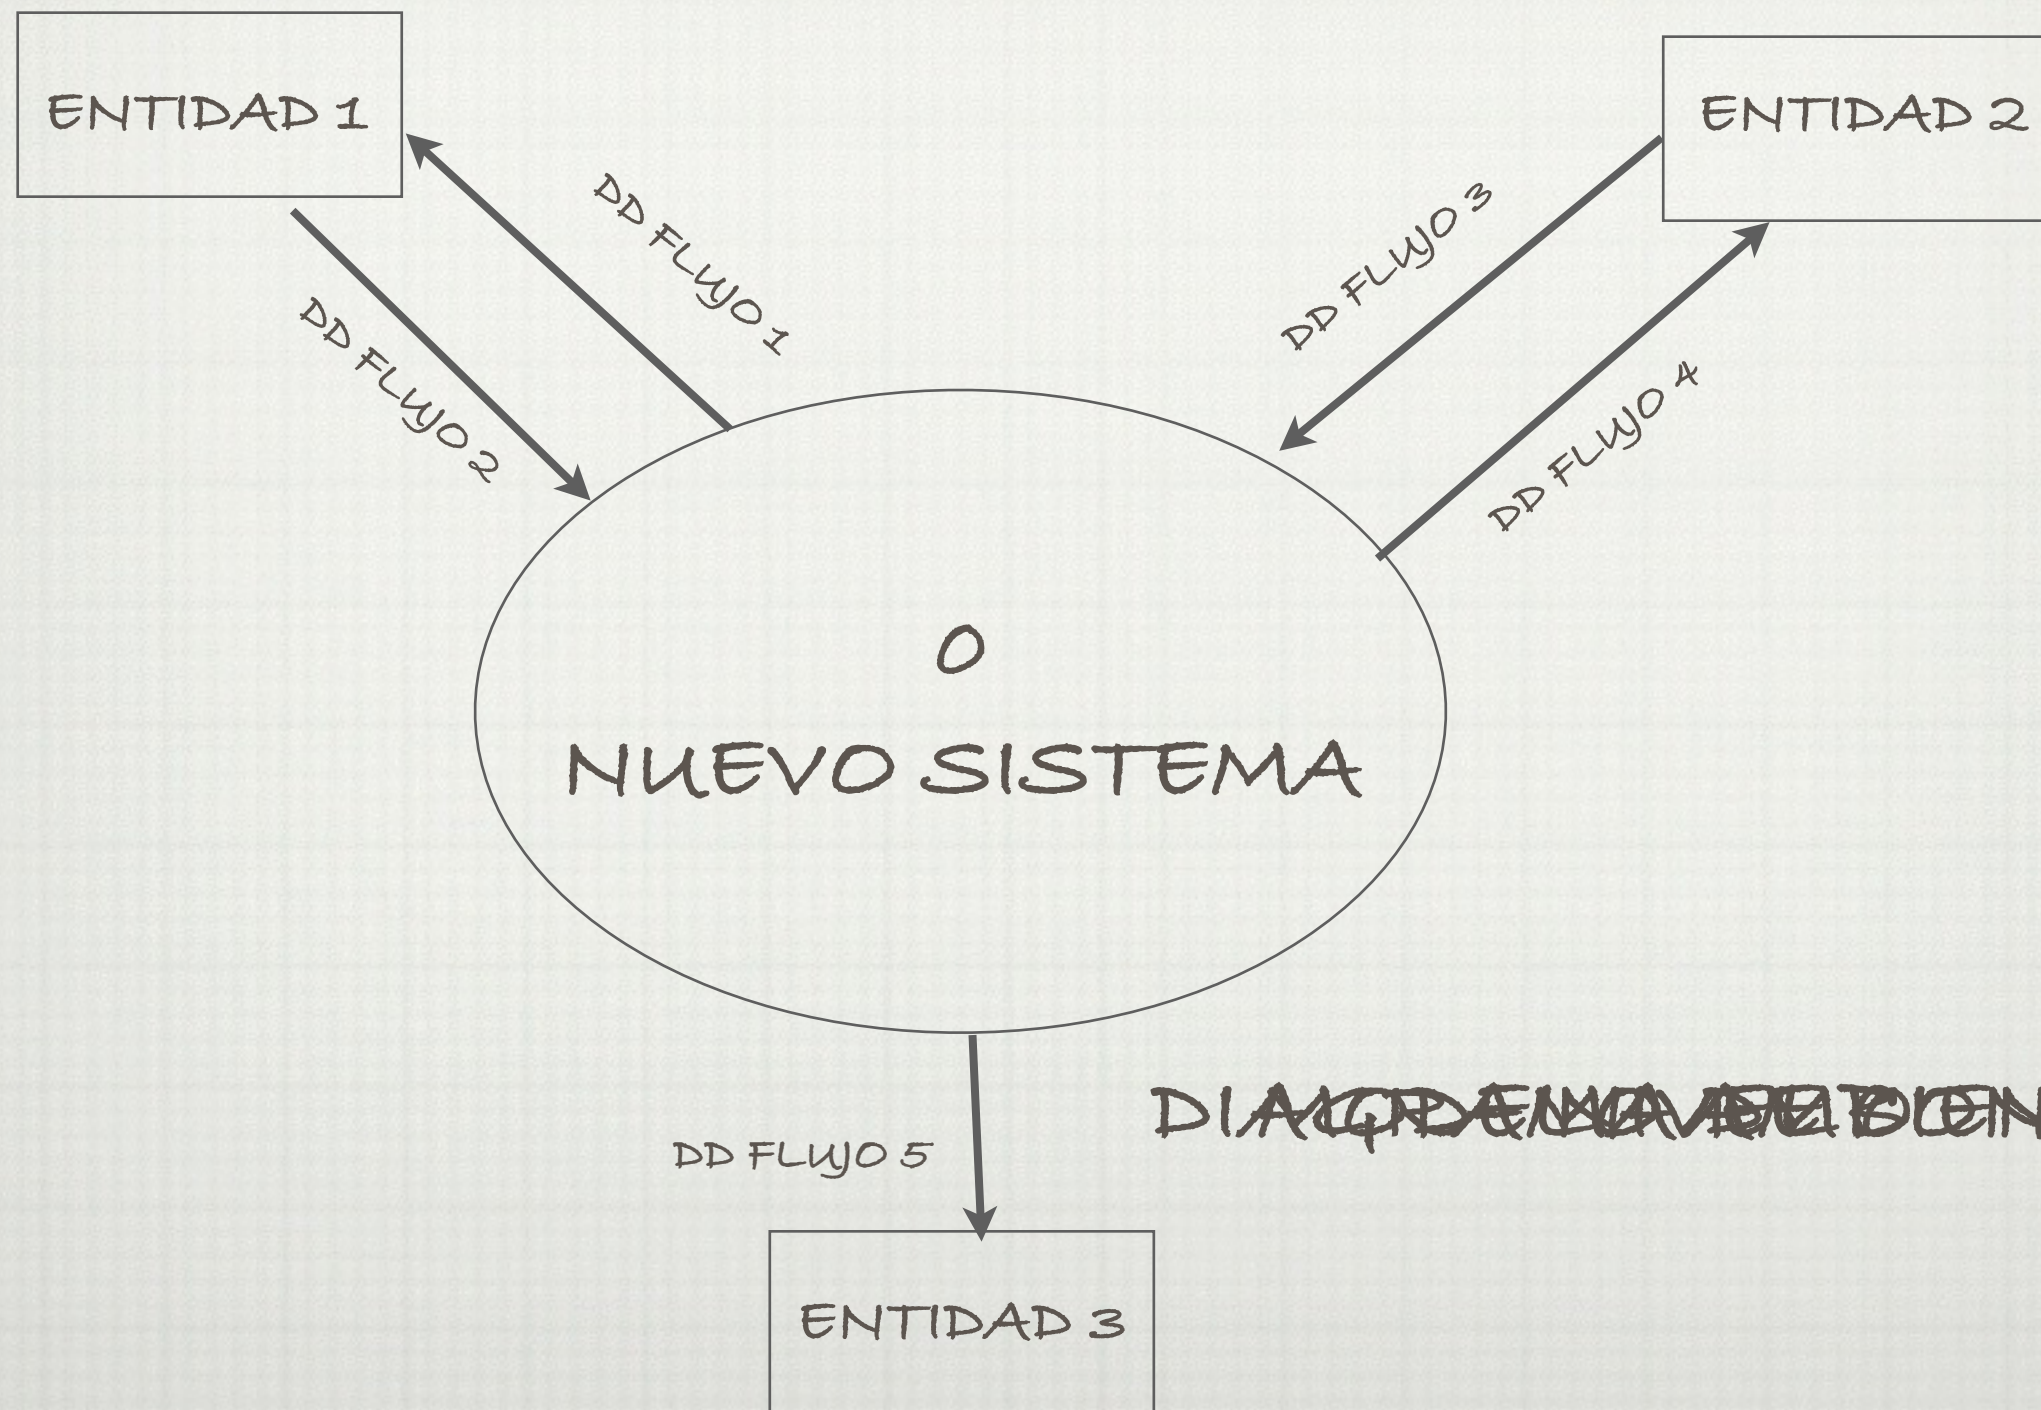 ENTIDAD 1
ENTIDAD 2
DD FLUJO 1
DD FLUJO 2
DD FLUJO 3
DD FLUJO 4
0
NUEVO SISTEMA
DD FLUJO 5
ENTIDAD 3